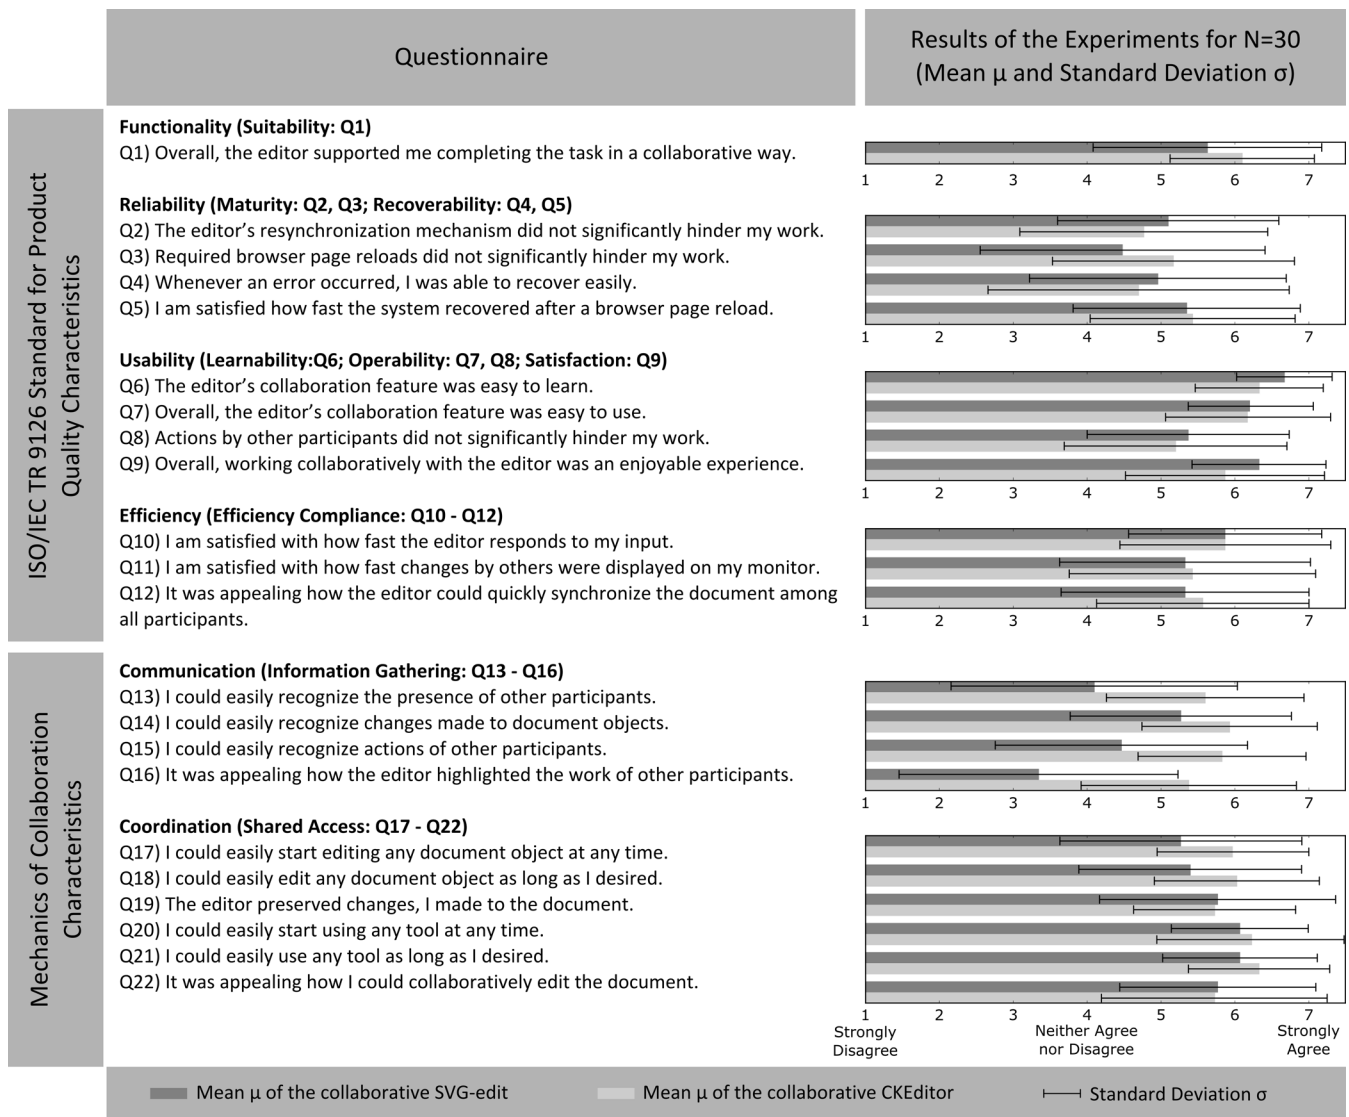 Questionnaire
Results of the Experiments for N=30
(Mean μ and Standard Deviation σ)
ISO/IEC TR 9126 Standard for Product
Quality Characteristics
Functionality (Suitability: Q1)
Q1) Overall, the editor supported me completing the task in a collaborative way.
1 2 3 4 5 6 7
Reliability (Maturity: Q2, Q3; Recoverability: Q4, Q5)
Q2) The editor’s resynchronization mechanism did not significantly hinder my work.
Q3) Required browser page reloads did not significantly hinder my work.
Q4) Whenever an error occurred, I was able to recover easily.
Q5) I am satisfied how fast the system recovered after a browser page reload.
1 2 3 4 5 6 7
Usability (Learnability:Q6; Operability: Q7, Q8; Satisfaction: Q9)
Q6) The editor’s collaboration feature was easy to learn.
Q7) Overall, the editor’s collaboration feature was easy to use.
Q8) Actions by other participants did not significantly hinder my work.
Q9) Overall, working collaboratively with the editor was an enjoyable experience.
1 2 3 4 5 6 7
Efficiency (Efficiency Compliance: Q10 - Q12)
Q10) I am satisfied with how fast the editor responds to my input.
Q11) I am satisfied with how fast changes by others were displayed on my monitor.
Q12) It was appealing how the editor could quickly synchronize the document among
all participants.
1 2 3 4 5 6 7
Mechanics of Collaboration
Characteristics
Communication (Information Gathering: Q13 - Q16)
Q13) I could easily recognize the presence of other participants.
Q14) I could easily recognize changes made to document objects.
Q15) I could easily recognize actions of other participants.
Q16) It was appealing how the editor highlighted the work of other participants.
1 2 3 4 5 6 7
Coordination (Shared Access: Q17 - Q22)
Q17) I could easily start editing any document object at any time.
Q18) I could easily edit any document object as long as I desired.
Q19) The editor preserved changes, I made to the document.
Q20) I could easily start using any tool at any time.
Q21) I could easily use any tool as long as I desired.
Q22) It was appealing how I could collaboratively edit the document.
1 2 3 4 5 6 7
Strongly
Disagree
Neither Agree
nor Disagree
Strongly
Agree
Mean μ of the collaborative SVG-edit
Mean μ of the collaborative CKEditor
Standard Deviation σ